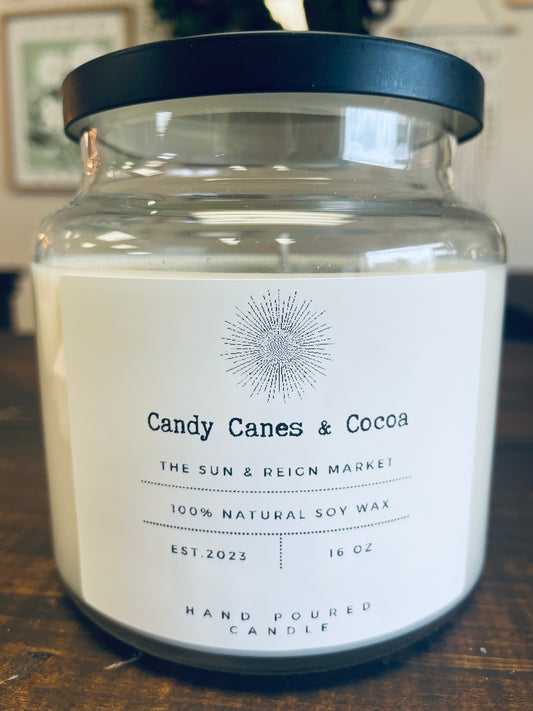 Candy Canes & Cocoa
THE SUN & REIGN MARKET
100% NATURAL SOY WAX
EST.2023 16 OZ
HAND POURED
CANDLE